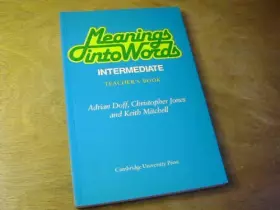 Meanings
into Words
INTERMEDIATE
TEACHER'S BOOK
Adrian Doff, Christopher Jones
and Keith Mitchell
Cambridge University Press